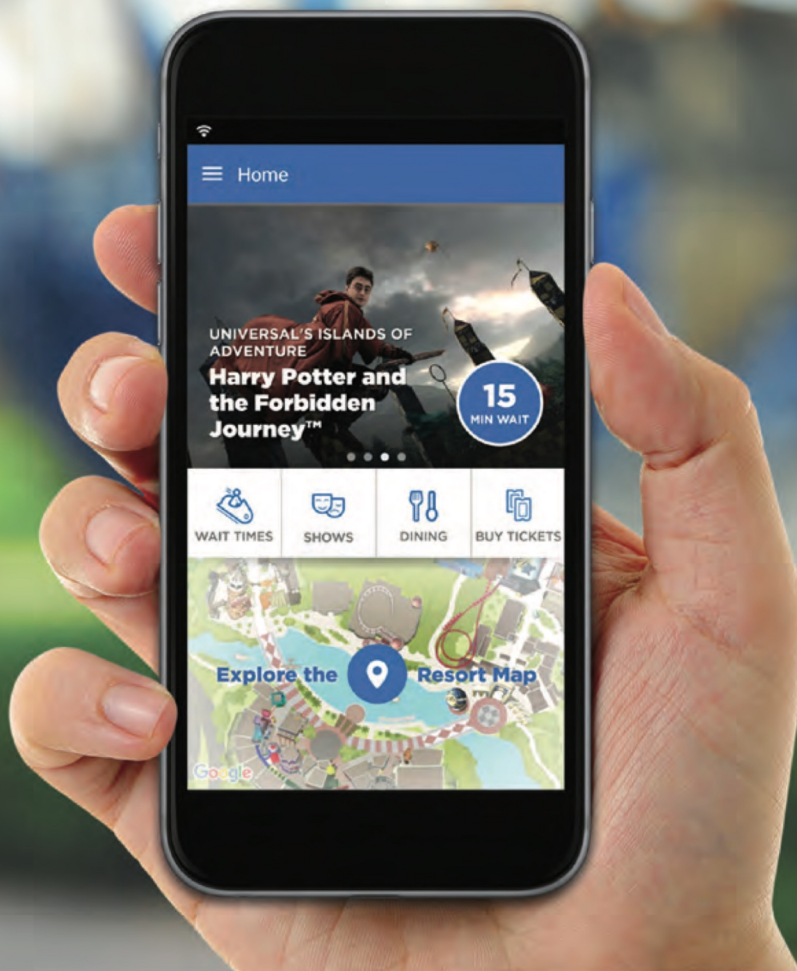 Home
UNIVERSAL'S ISLANDS OF
ADVENTURE
Harry Potter and
the Forbidden
Journey™
15
MIN WAIT
WAIT TIMES
SHOWS
DINING
BUY TICKETS
Explore the Resort Map
Google